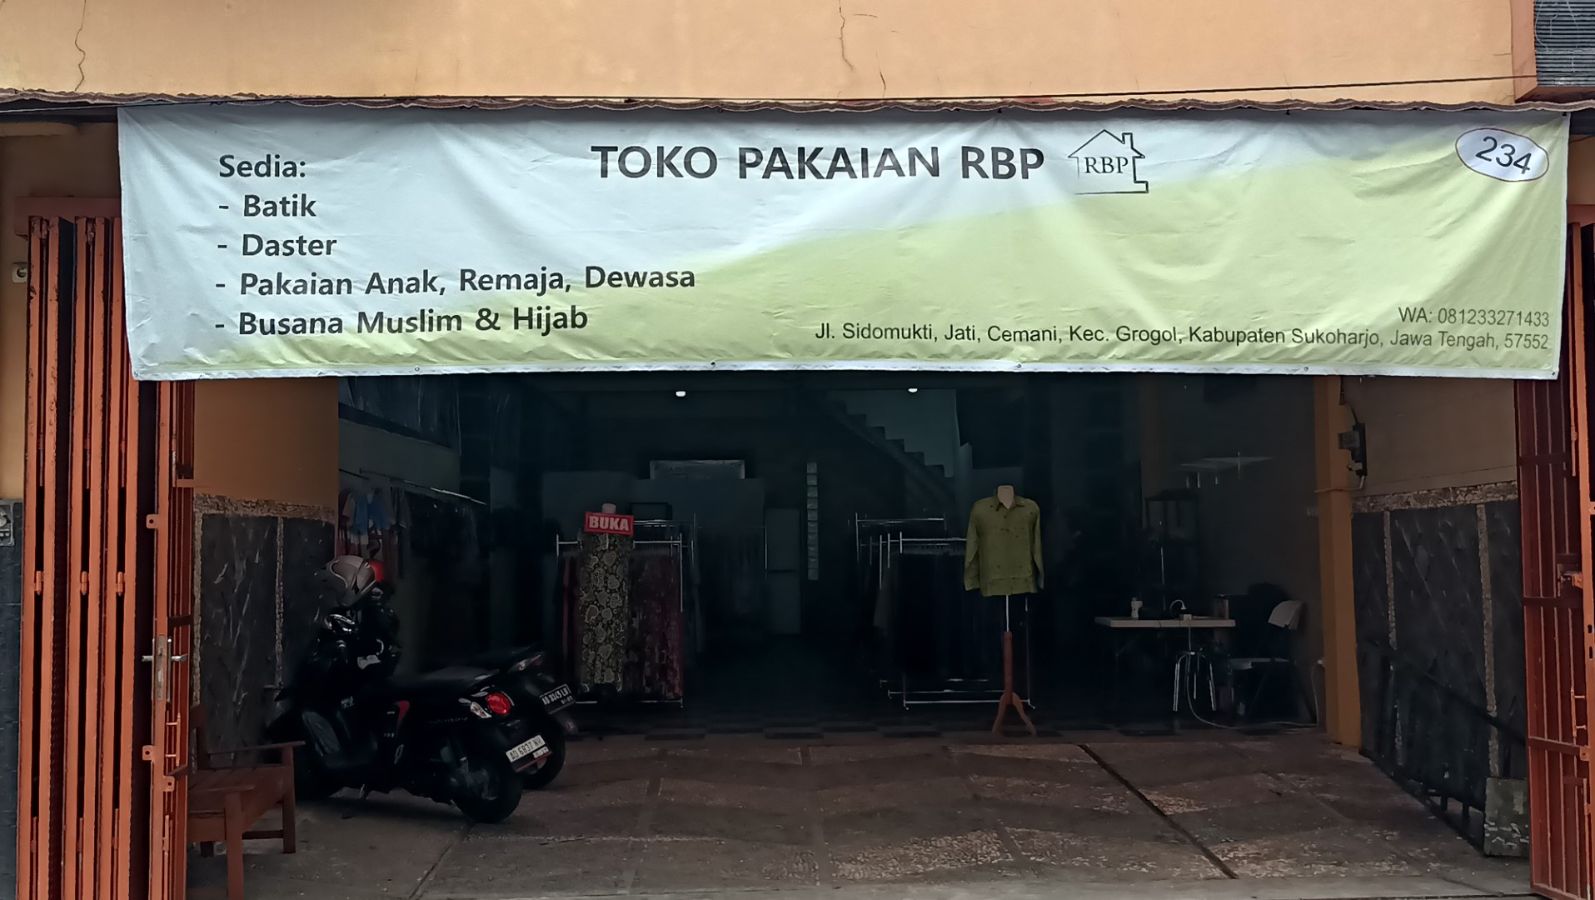 TOKO PAKAIAN RBP
RBP
234
Sedia:
- Batik
- Daster
- Pakaian Anak, Remaja, Dewasa
- Busana Muslim & Hijab
WA: 081233271433
Jl. Sidomukti, Jati, Cemani, Kec. Grogol, Kabupaten Sukoharjo, Jawa Tengah, 57552
BUKA